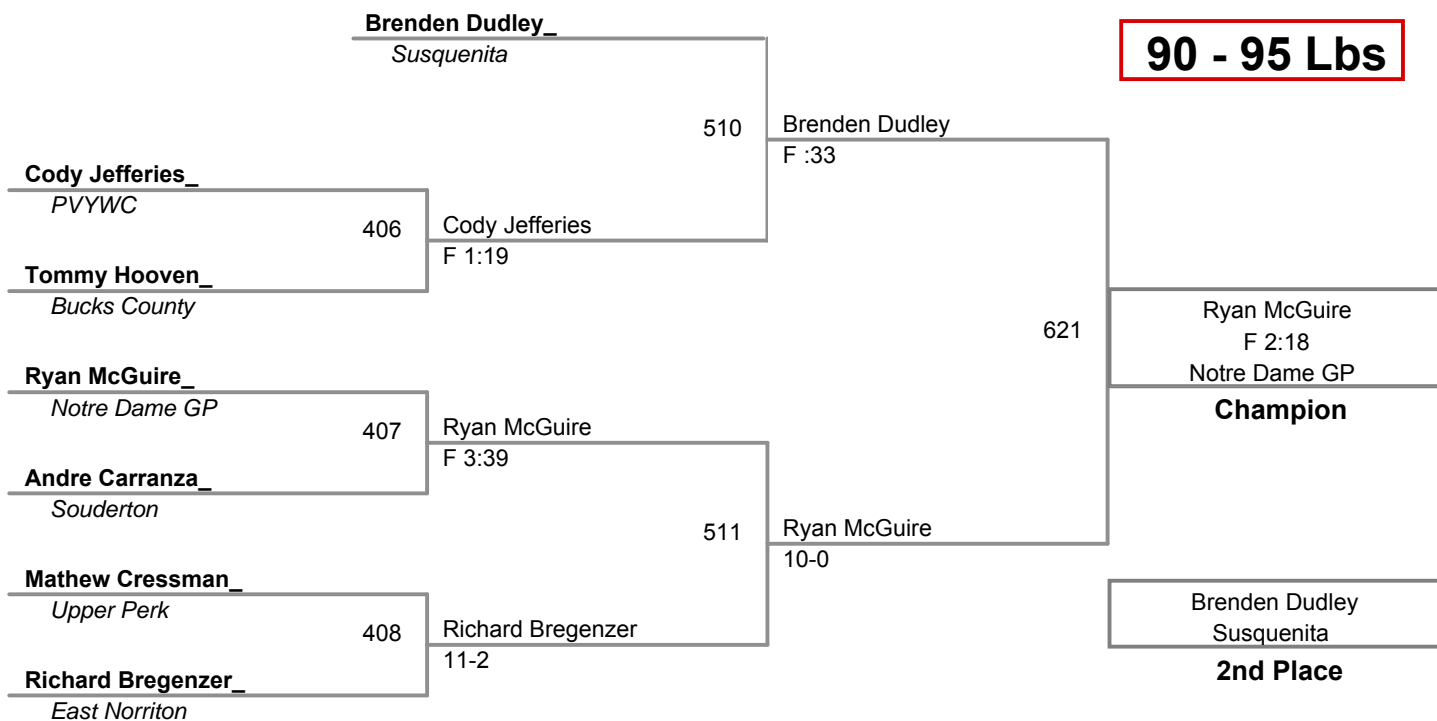 Brenden Dudley_
Susquenita
90 - 95 Lbs
510
Brenden Dudley
F :33
Cody Jefferies_
PVYWC
406
Cody Jefferies
F 1:19
Tommy Hooven_
Bucks County
621
Ryan McGuire
F 2:18
Notre Dame GP
Champion
Ryan McGuire_
Notre Dame GP
407
Ryan McGuire
F 3:39
Andre Carranza_
Souderton
511
Ryan McGuire
10-0
Mathew Cressman_
Upper Perk
408
Richard Bregenzer
11-2
Richard Bregenzer_
East Norriton
Brenden Dudley
Susquenita
2nd Place